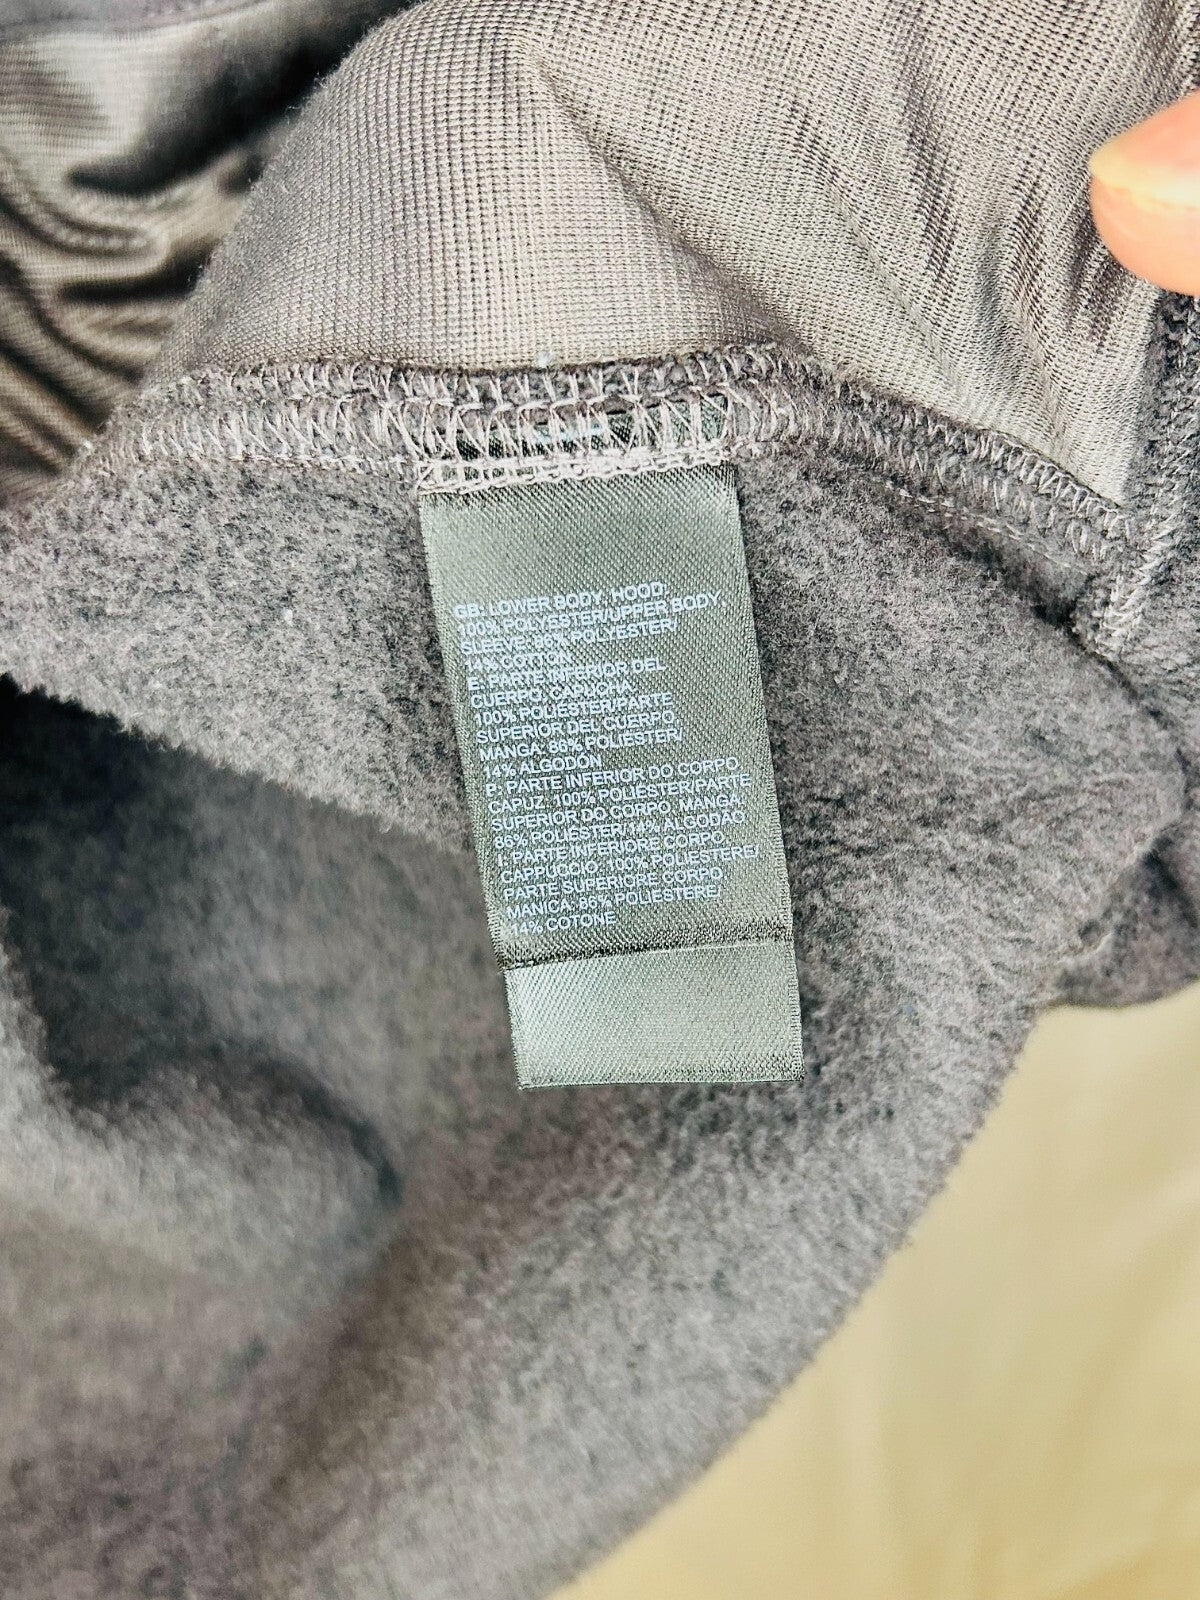 GB: LOWER BODY, HOOD:
100% POLYESTER/UPPER BODY,
SLEEVE: 86% POLYESTER/
14% COTTON
E: PARTE INFERIOR DEL
CUERPO, CAPUCHA:
100% POLIESTER/PARTE
SUPERIOR DEL CUERPO,
MANGA: 86% POLIESTER/
14% ALGODÓN
P: PARTE INFERIOR DO CORPO,
CAPUZ: 100% POLIÉSTER/PARTE
SUPERIOR DO CORPO, MANGA:
86% POLIÉSTER/14% ALGODÃO
I: PARTE INFERIORE CORPO,
CAPPUCCIO: 100% POLIESTERE/
PARTE SUPERIORE CORPO,
MANICA: 86% POLIESTERE/
14% COTONE